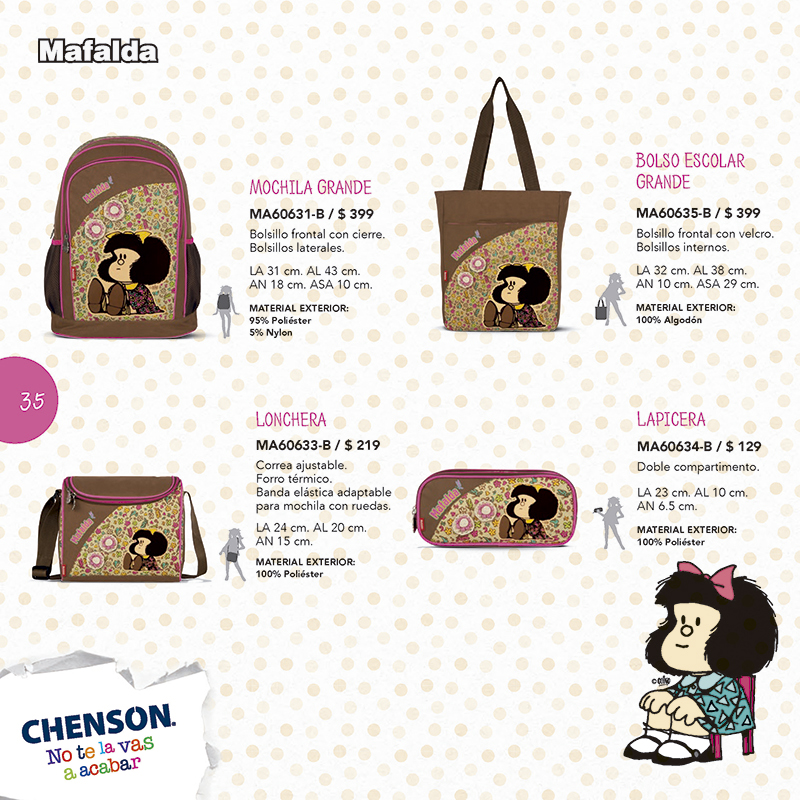 Mafalda
MOCHILA GRANDE
MA60631-B / $ 399
Bolsillo frontal con cierre.
Bolsillos laterales.
LA 31 cm. AL 43 cm.
AN 18 cm. ASA 10 cm.
MATERIAL EXTERIOR:
95% Poliéster
5% Nylon
Mafalda
BOLSO ESCOLAR
GRANDE
MA60635-B / $ 399
Bolsillo frontal con velcro.
Bolsillos internos.
LA 32 cm. AL 38 cm.
AN 10 cm. ASA 29 cm.
MATERIAL EXTERIOR:
100% Algodón
Mafalda
35
LONCHERA
MA60633-B / $ 219
Correa ajustable.
Forro térmico.
Banda elástica adaptable
para mochila con ruedas.
LA 24 cm. AL 20 cm.
AN 15 cm.
MATERIAL EXTERIOR:
100% Poliéster
Mafalda
LAPICERA
MA60634-B / $ 129
Doble compartimento.
LA 23 cm. AL 10 cm.
AN 6.5 cm.
MATERIAL EXTERIOR:
100% Poliéster
Mafalda
CHENSON.
No te la vas
a acabar